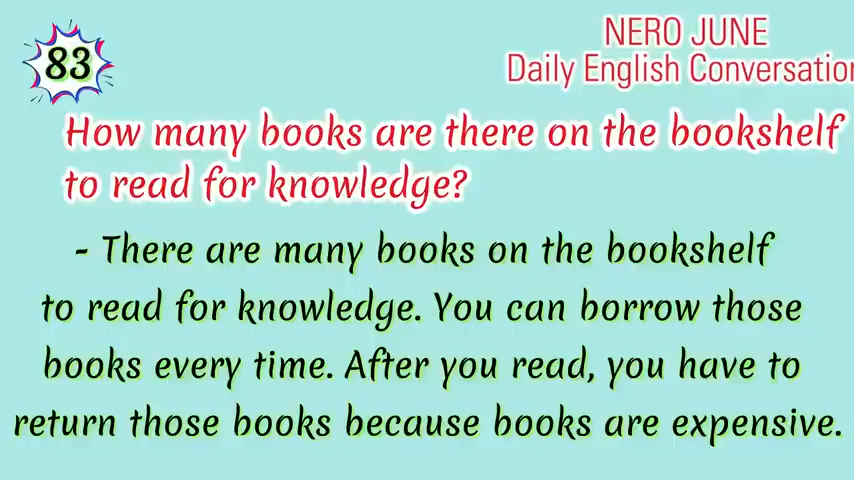 83
NERO JUNE
Daily English Conversation
How many books are there on the bookshelf
to read for knowledge?
- There are many books on the bookshelf
to read for knowledge. You can borrow those
books every time. After you read, you have to
return those books because books are expensive.